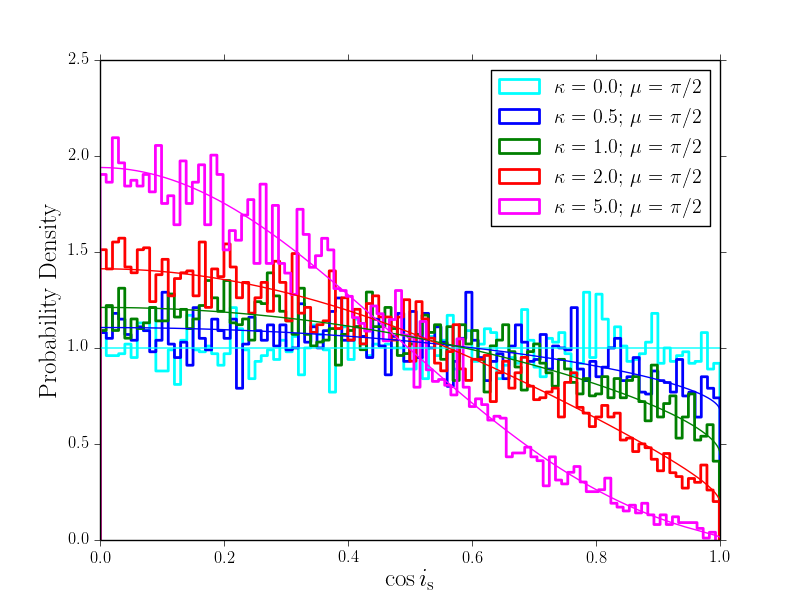 2.5
2.0
1.5
1.0
0.5
0.0
Probability Density
κ = 0.0; μ = π/2
κ = 0.5; μ = π/2
κ = 1.0; μ = π/2
κ = 2.0; μ = π/2
κ = 5.0; μ = π/2
0.0 0.2 0.4 0.6 0.8 1.0
cos i_s